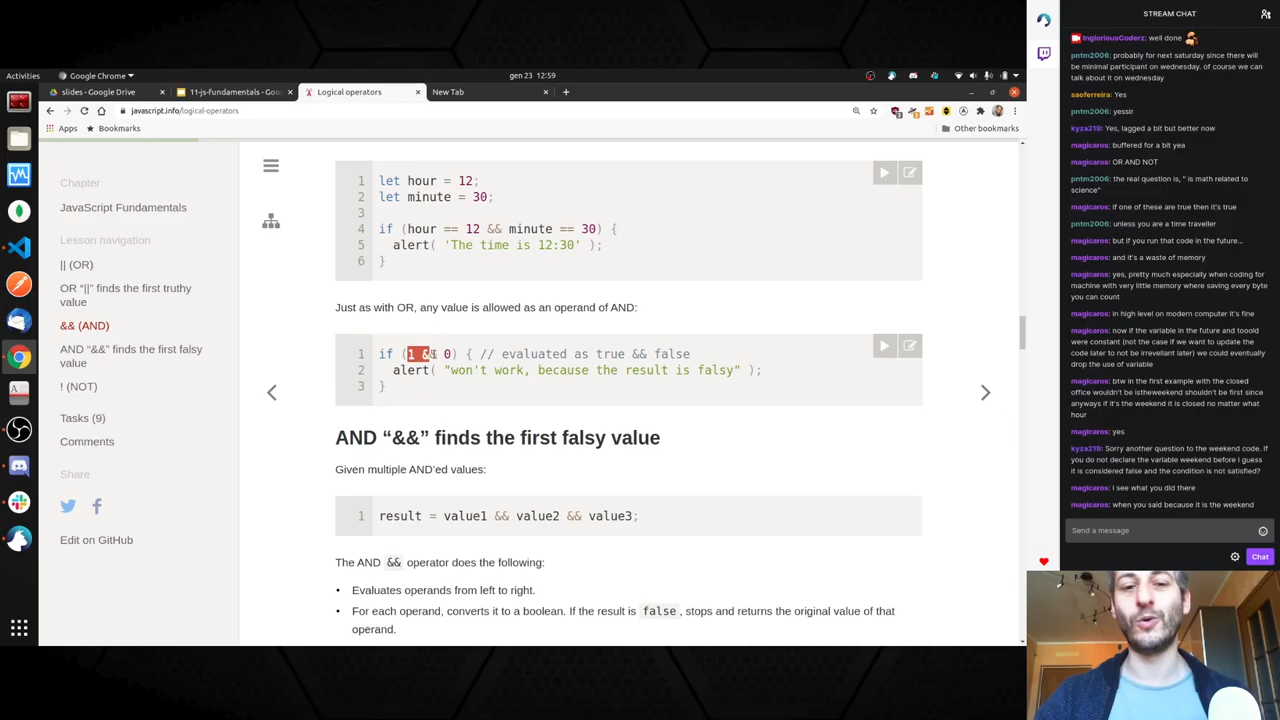 Activities
Google Chrome
gen 23 12:59
slides - Google Drive
11-js-fundamentals - Goo
Logical operators
New Tab
javascript.info/logical-operators
Apps
Bookmarks
Other bookmarks
Chapter
JavaScript Fundamentals
Lesson navigation
|| (OR)
OR “||” finds the first truthy
value
&& (AND)
AND “&&” finds the first falsy
value
! (NOT)
Tasks (9)
Comments
Share
Edit on GitHub
1 let hour = 12;
2 let minute = 30;
3
4 if (hour == 12 && minute == 30) {
5 alert( 'The time is 12:30' );
6 }
Just as with OR, any value is allowed as an operand of AND:
1 if (1 && 0) { // evaluated as true && false
2 alert( "won't work, because the result is falsy" );
3 }
AND “&&” finds the first falsy value
Given multiple AND’ed values:
1 result = value1 && value2 && value3;
The AND && operator does the following:
• Evaluates operands from left to right.
• For each operand, converts it to a boolean. If the result is false, stops and returns the original value of that
operand.
STREAM CHAT
IngloriousCoderz: well done
pntm2006: probably for next saturday since there will
be minimal participant on wednesday. of course we can
talk about it on wednesday
saoferreira: Yes
pntm2006: yessir
kyza219: Yes, lagged a bit but better now
magicaros: buffered for a bit yea
magicaros: OR AND NOT
pntm2006: the real question is, " is math related to
science"
magicaros: if one of these are true then it's true
pntm2006: unless you are a time traveller
magicaros: but if you run that code in the future...
magicaros: and it's a waste of memory
magicaros: yes, pretty much especially when coding for
machine with very little memory where saving every byte
you can count
magicaros: in high level on modern computer it's fine
magicaros: now if the variable in the future and tooold
were constant (not the case if we want to update the
code later to not be irrevellant later) we could eventually
drop the use of variable
magicaros: btw in the first example with the closed
office wouldn't be istheweekend shouldn't be first since
anyways if it's the weekend it is closed no matter what
hour
magicaros: yes
kyza219: Sorry another question to the weekend code. If
you do not declare the variable weekend before I guess
it is considered false and the condition is not satisfied?
magicaros: i see what you did there
magicaros: when you said because it is the weekend
Send a message
Chat